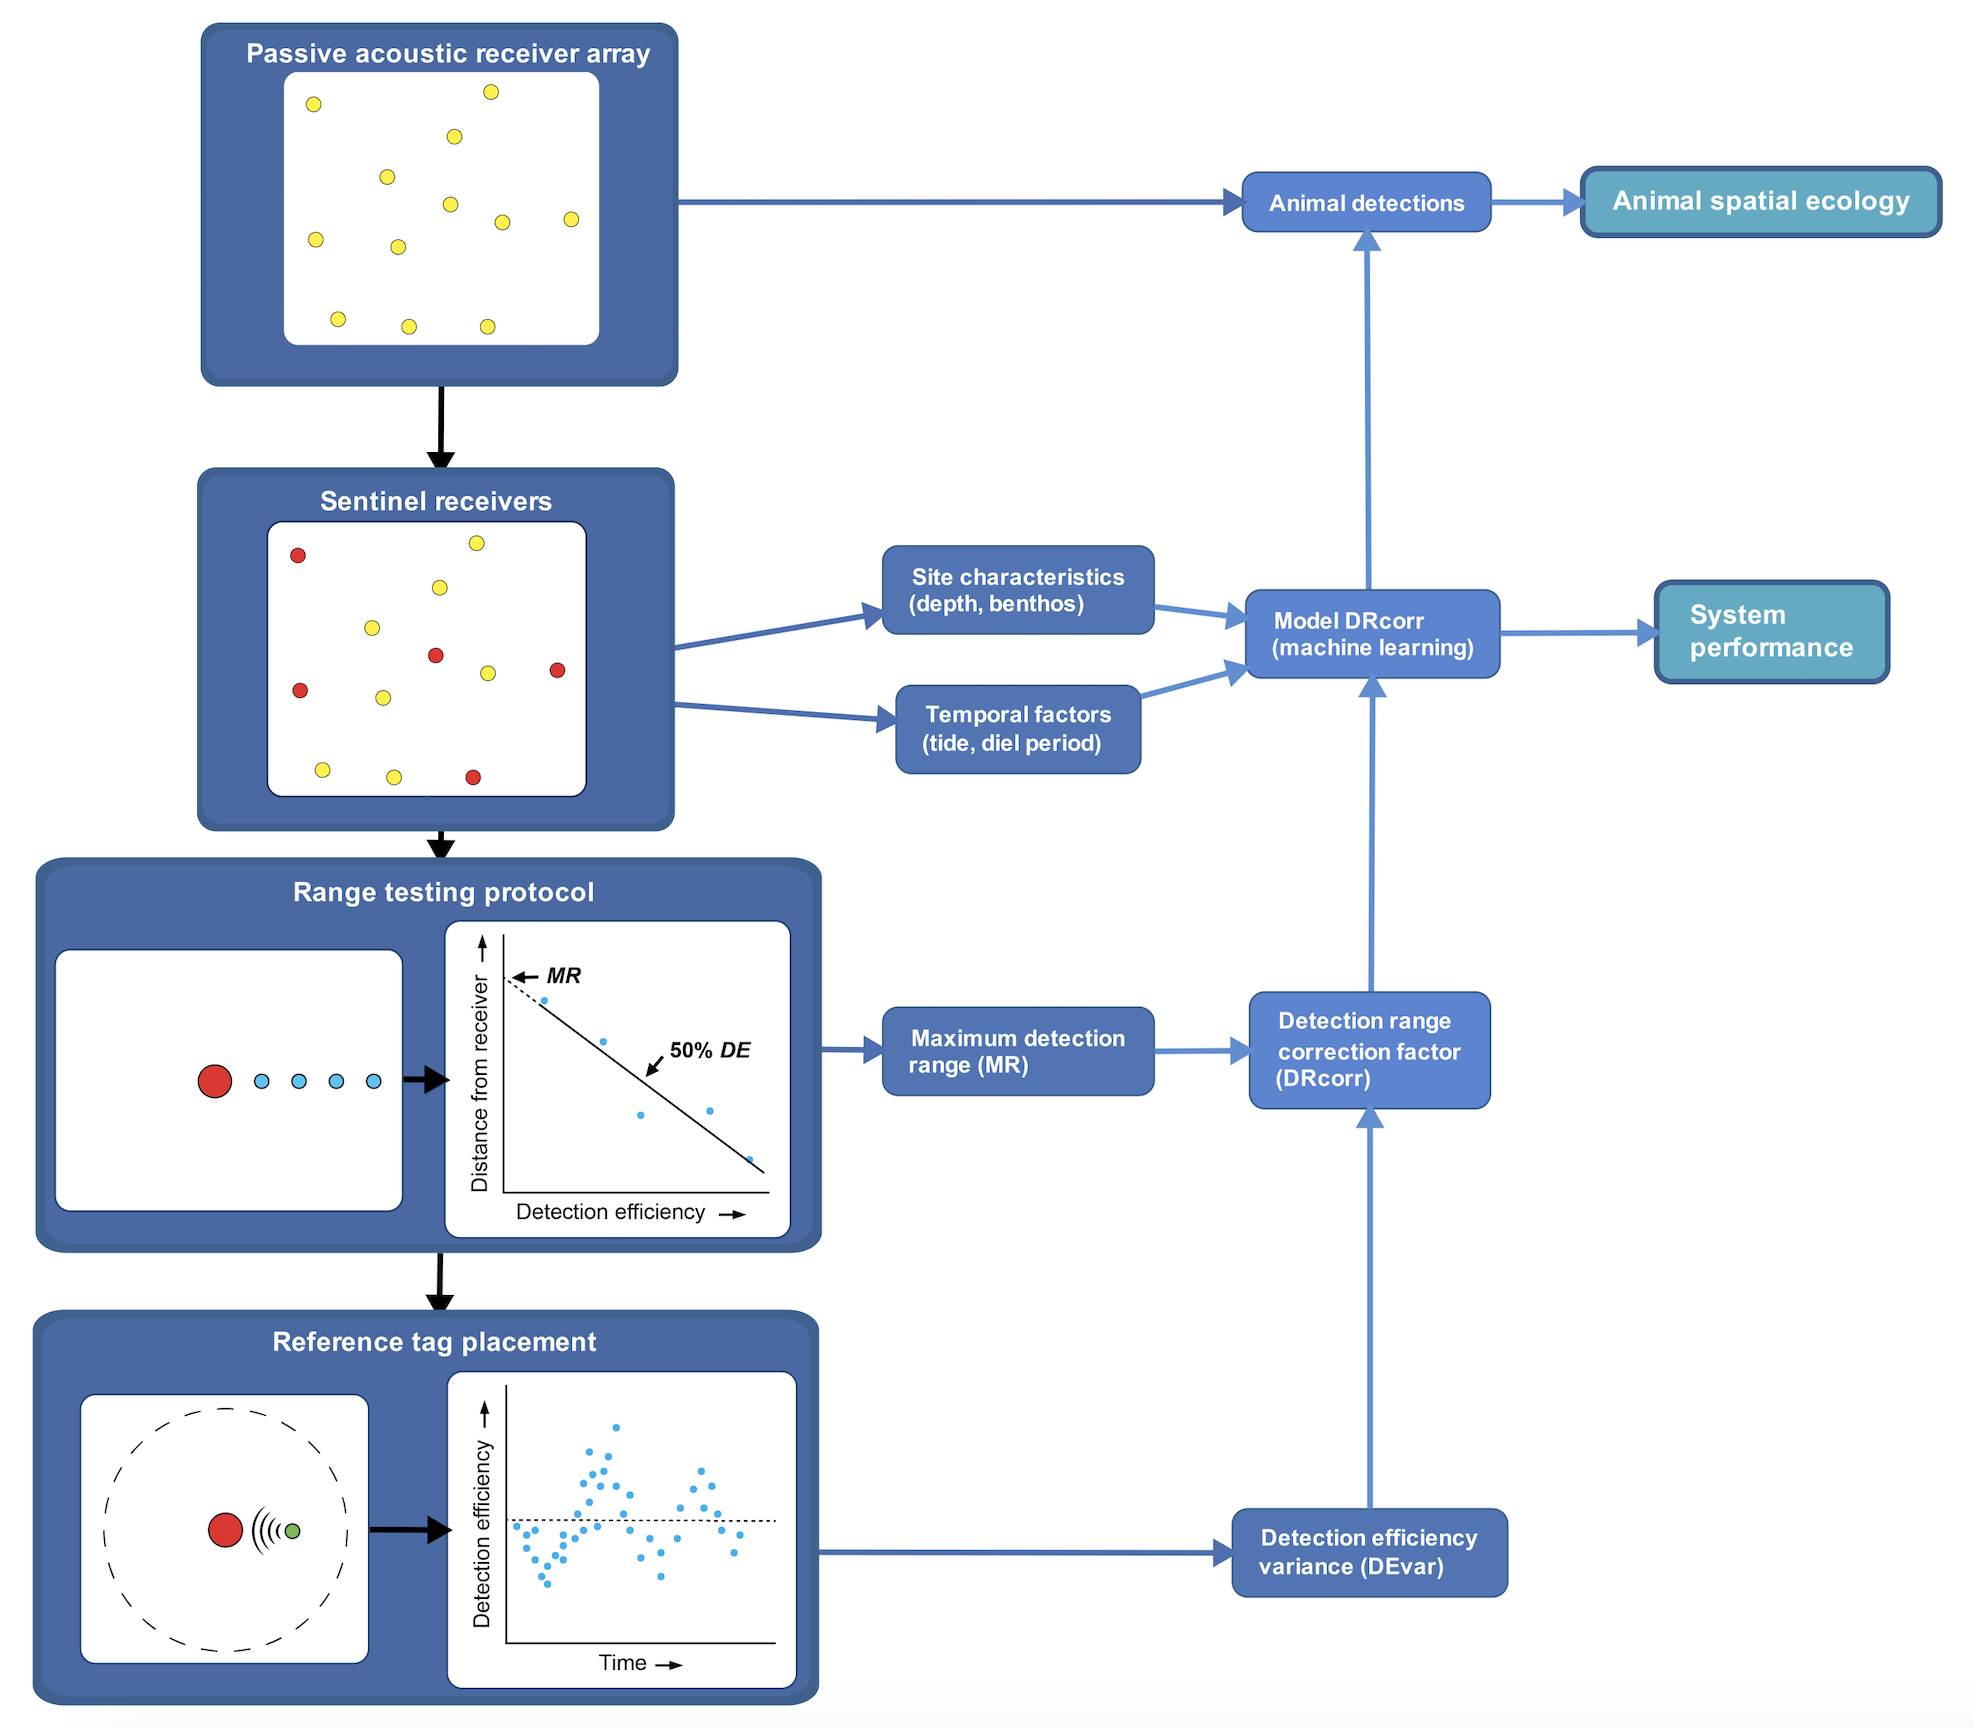 Passive acoustic receiver array
Animal detections
Animal spatial ecology
Sentinel receivers
Site characteristics
(depth, benthos)
Temporal factors
(tide, diel period)
Model DRcorr
(machine learning)
System
performance
Range testing protocol
Distance from receiver
MR
50% DE
Detection efficiency
Maximum detection
range (MR)
Detection range
correction factor
(DRcorr)
Reference tag placement
Detection efficiency
Time
Detection efficiency
variance (DEvar)